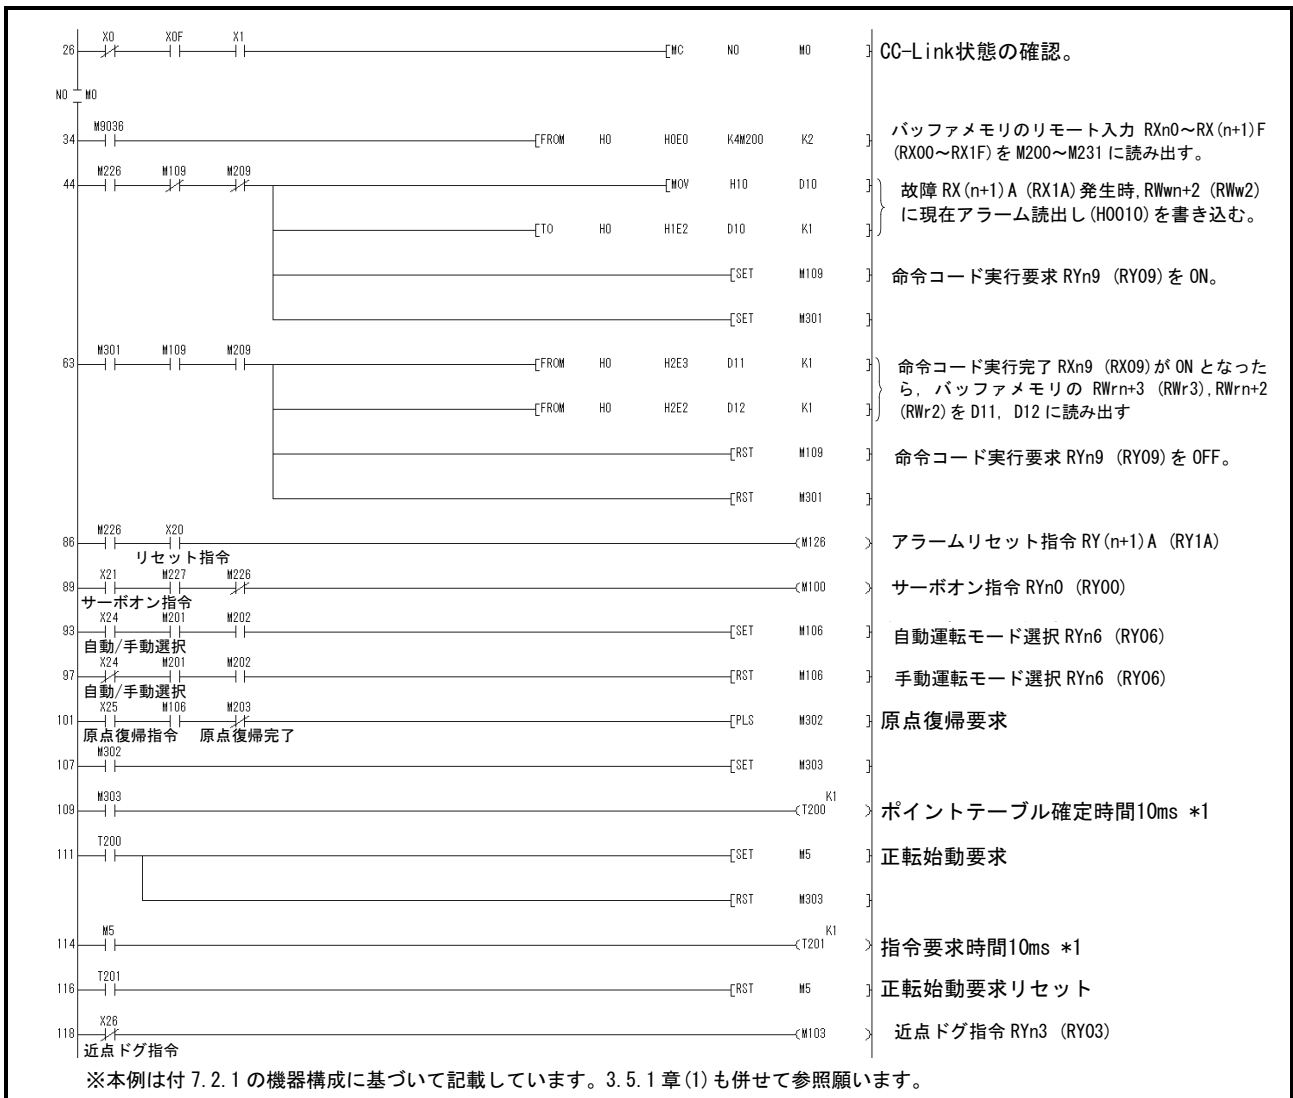 X0 X0F X1
26 [MC N0 M0 ] CC-Link状態の確認。
N0 M0
M9036
34 [FROM H0 H0E0 K4M200 K2 ] バッファメモリのリモート入力 RXn0~RX(n+1)F
(RX00~RX1F)をM200~M231に読み出す。
M226 M109 M209
44 [MOV H10 D10 ] 故障 RX(n+1)A (RX1A)発生時,RWwn+2 (RWw2)
に現在アラーム読出し(H0010)を書き込む。
[TO H0 H1E2 D10 K1 ]
[SET M109 ] 命令コード実行要求 RYn9 (RY09)を ON。
[SET M301 ]
M301 M109 M209
63 [FROM H0 H2E3 D11 K1 ] 命令コード実行完了 RXn9 (RX09)が ON となった
ら, バッファメモリの RWrn+3 (RWr3),RWrn+2
[FROM H0 H2E2 D12 K1 ] (RWr2)を D11, D12 に読み出す
[RST M109 ] 命令コード実行要求 RYn9 (RY09)を OFF。
[RST M301 ]
M226 X20
86 (M126 ) アラームリセット指令 RY(n+1)A (RY1A)
リセット指令
X21 M227 M226
89 (M100 ) サーボオン指令 RYn0 (RY00)
サーボオン指令
X24 M201 M202
93 [SET M106 ] 自動運転モード選択 RYn6 (RY06)
自動/手動選択
X24 M201 M202
97 [RST M106 ] 手動運転モード選択 RYn6 (RY06)
自動/手動選択
X25 M106 M203
101 [PLS M302 ] 原点復帰要求
原点復帰指令 原点復帰完了
M302
107 [SET M303 ]
M303 K1
109 (T200 ) ポイントテーブル確定時間10ms *1
T200
111 [SET M5 ] 正転始動要求
[RST M303 ]
M5 K1
114 (T201 ) 指令要求時間10ms *1
T201
116 [RST M5 ] 正転始動要求リセット
X26
118 (M103 ) 近点ドグ指令 RYn3 (RY03)
近点ドグ指令
※本例は付 7.2.1 の機器構成に基づいて記載しています。3.5.1 章(1)も併せて参照願います。